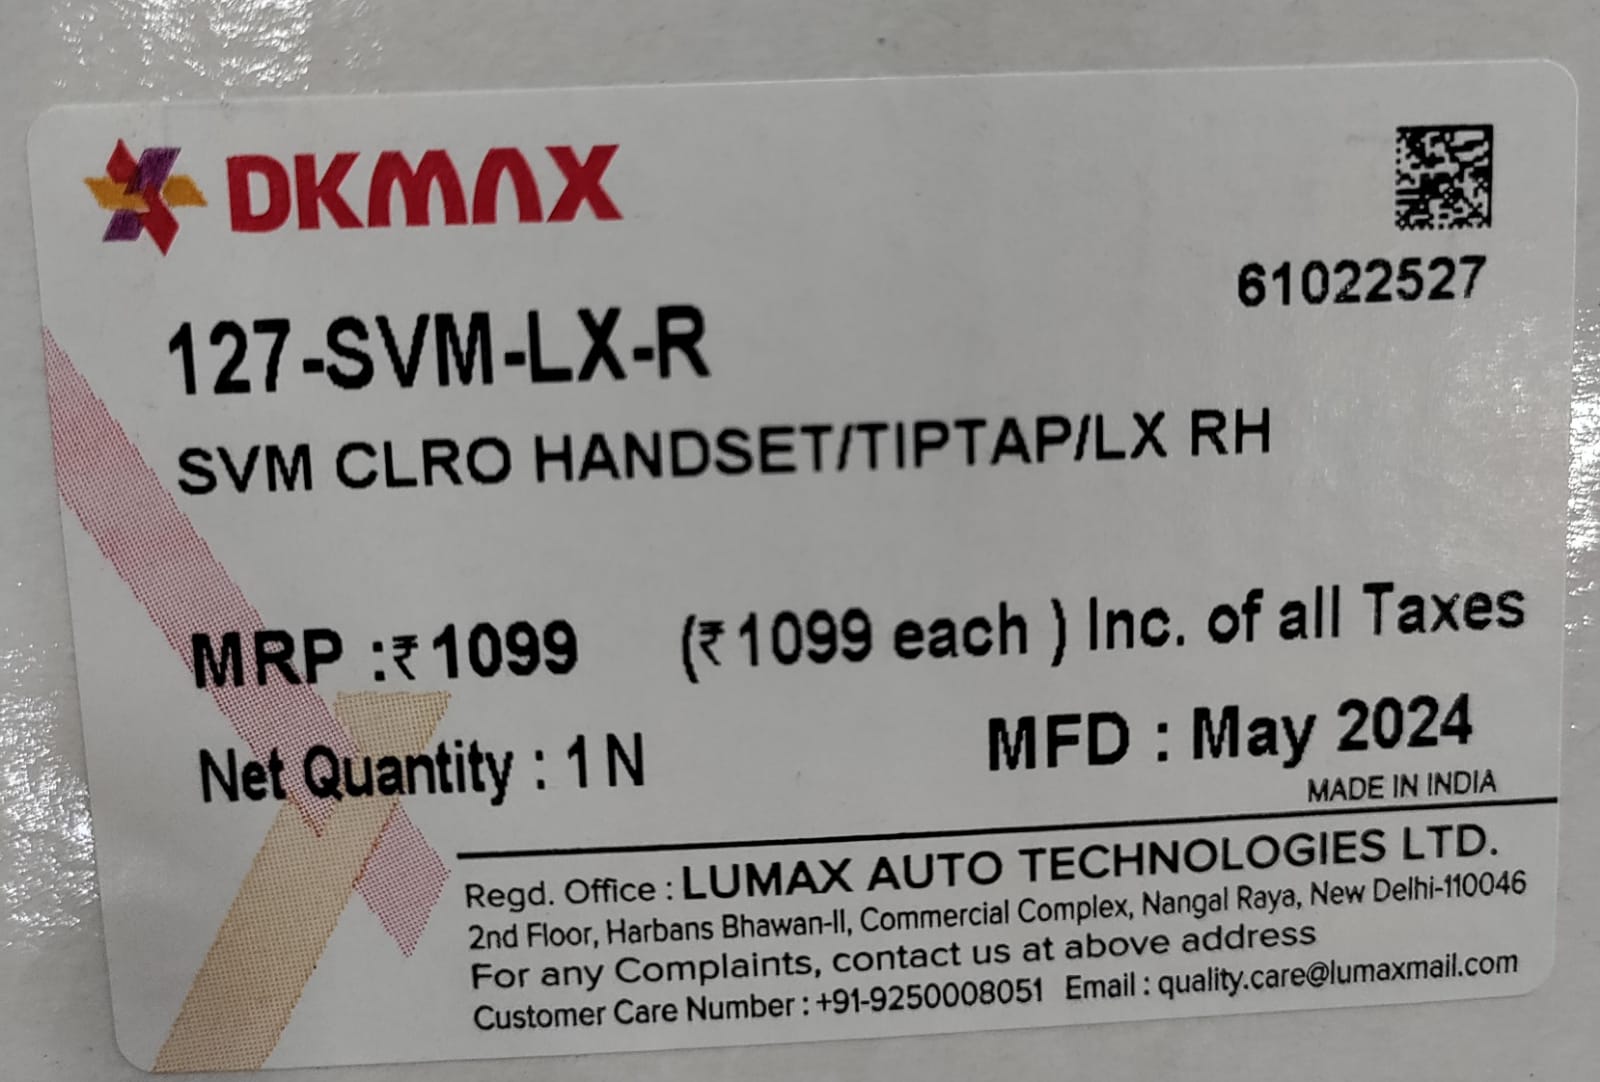 DKMAX
61022527
127-SVM-LX-R
SVM CLRO HANDSET/TIPTAP/LX RH
MRP :₹1099 (₹1099 each ) Inc. of all Taxes
Net Quantity : 1 N MFD : May 2024
MADE IN INDIA
Regd. Office : LUMAX AUTO TECHNOLOGIES LTD.
2nd Floor, Harbans Bhawan-II, Commercial Complex, Nangal Raya, New Delhi-110046
For any Complaints, contact us at above address
Customer Care Number : +91-9250008051 Email : quality.care@lumaxmail.com